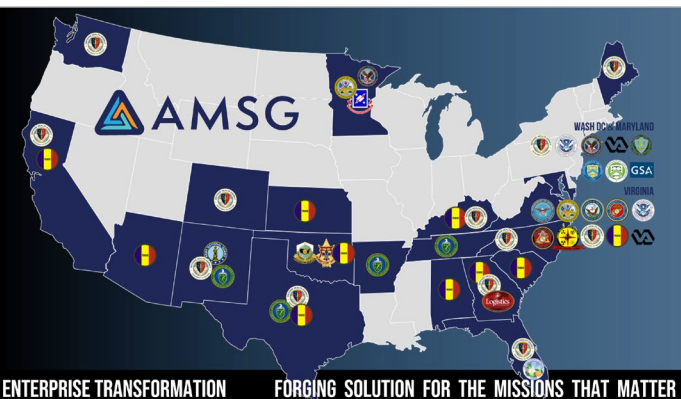 AMSG
WASH DC & MARYLAND
GSA
VIRGINIA
Logistics
ENTERPRISE TRANSFORMATION
FORGING SOLUTION FOR THE MISSIONS THAT MATTER